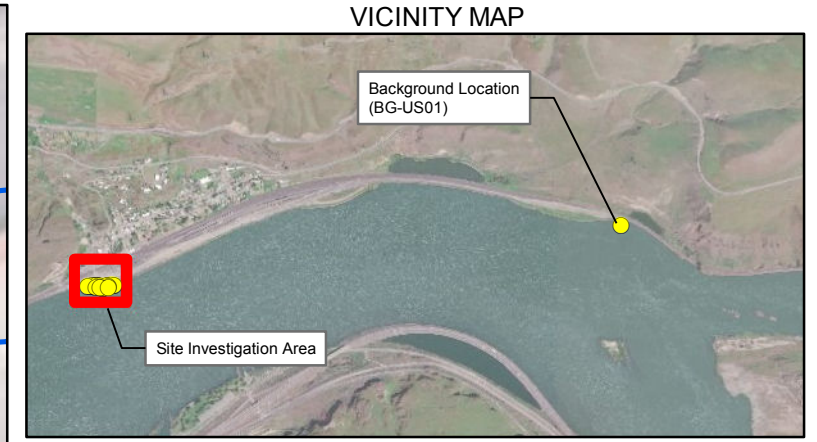 VICINITY MAP
Background Location
(BG-US01)
Site Investigation Area